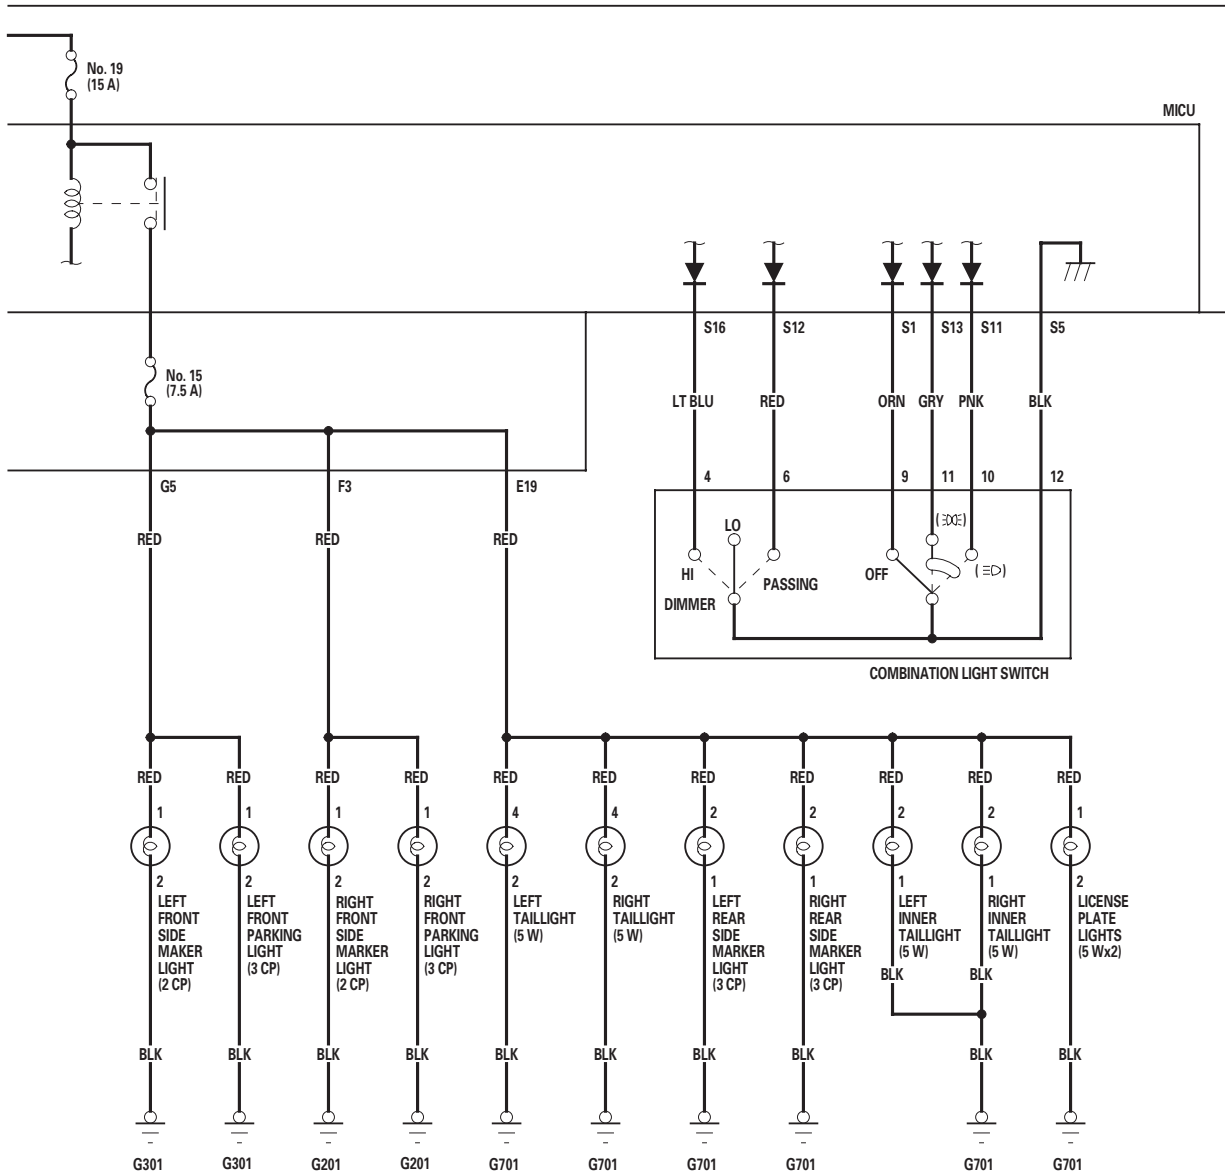 No. 19
(15 A)
MICU
S16
S12
S1
S13
S11
S5
No. 15
(7.5 A)
LT BLU
RED
ORN
GRY
PNK
BLK
G5
F3
E19
4
6
9
11
10
12
RED
RED
RED
LO
HI
PASSING
DIMMER
OFF
COMBINATION LIGHT SWITCH
RED
RED
RED
RED
RED
RED
RED
RED
RED
RED
RED
1
1
1
1
4
4
2
2
2
2
1
2
LEFT
FRONT
SIDE
MAKER
LIGHT
(2 CP)
2
LEFT
FRONT
PARKING
LIGHT
(3 CP)
2
RIGHT
FRONT
SIDE
MARKER
LIGHT
(2 CP)
2
RIGHT
FRONT
PARKING
LIGHT
(3 CP)
2
LEFT
TAILLIGHT
(5 W)
2
RIGHT
TAILLIGHT
(5 W)
1
LEFT
REAR
SIDE
MARKER
LIGHT
(3 CP)
1
RIGHT
REAR
SIDE
MARKER
LIGHT
(3 CP)
1
LEFT
INNER
TAILLIGHT
(5 W)
BLK
1
RIGHT
INNER
TAILLIGHT
(5 W)
BLK
2
LICENSE
PLATE
LIGHTS
(5 Wx2)
BLK
BLK
BLK
BLK
BLK
BLK
BLK
BLK
BLK
BLK
G301
G301
G201
G201
G701
G701
G701
G701
G701
G701